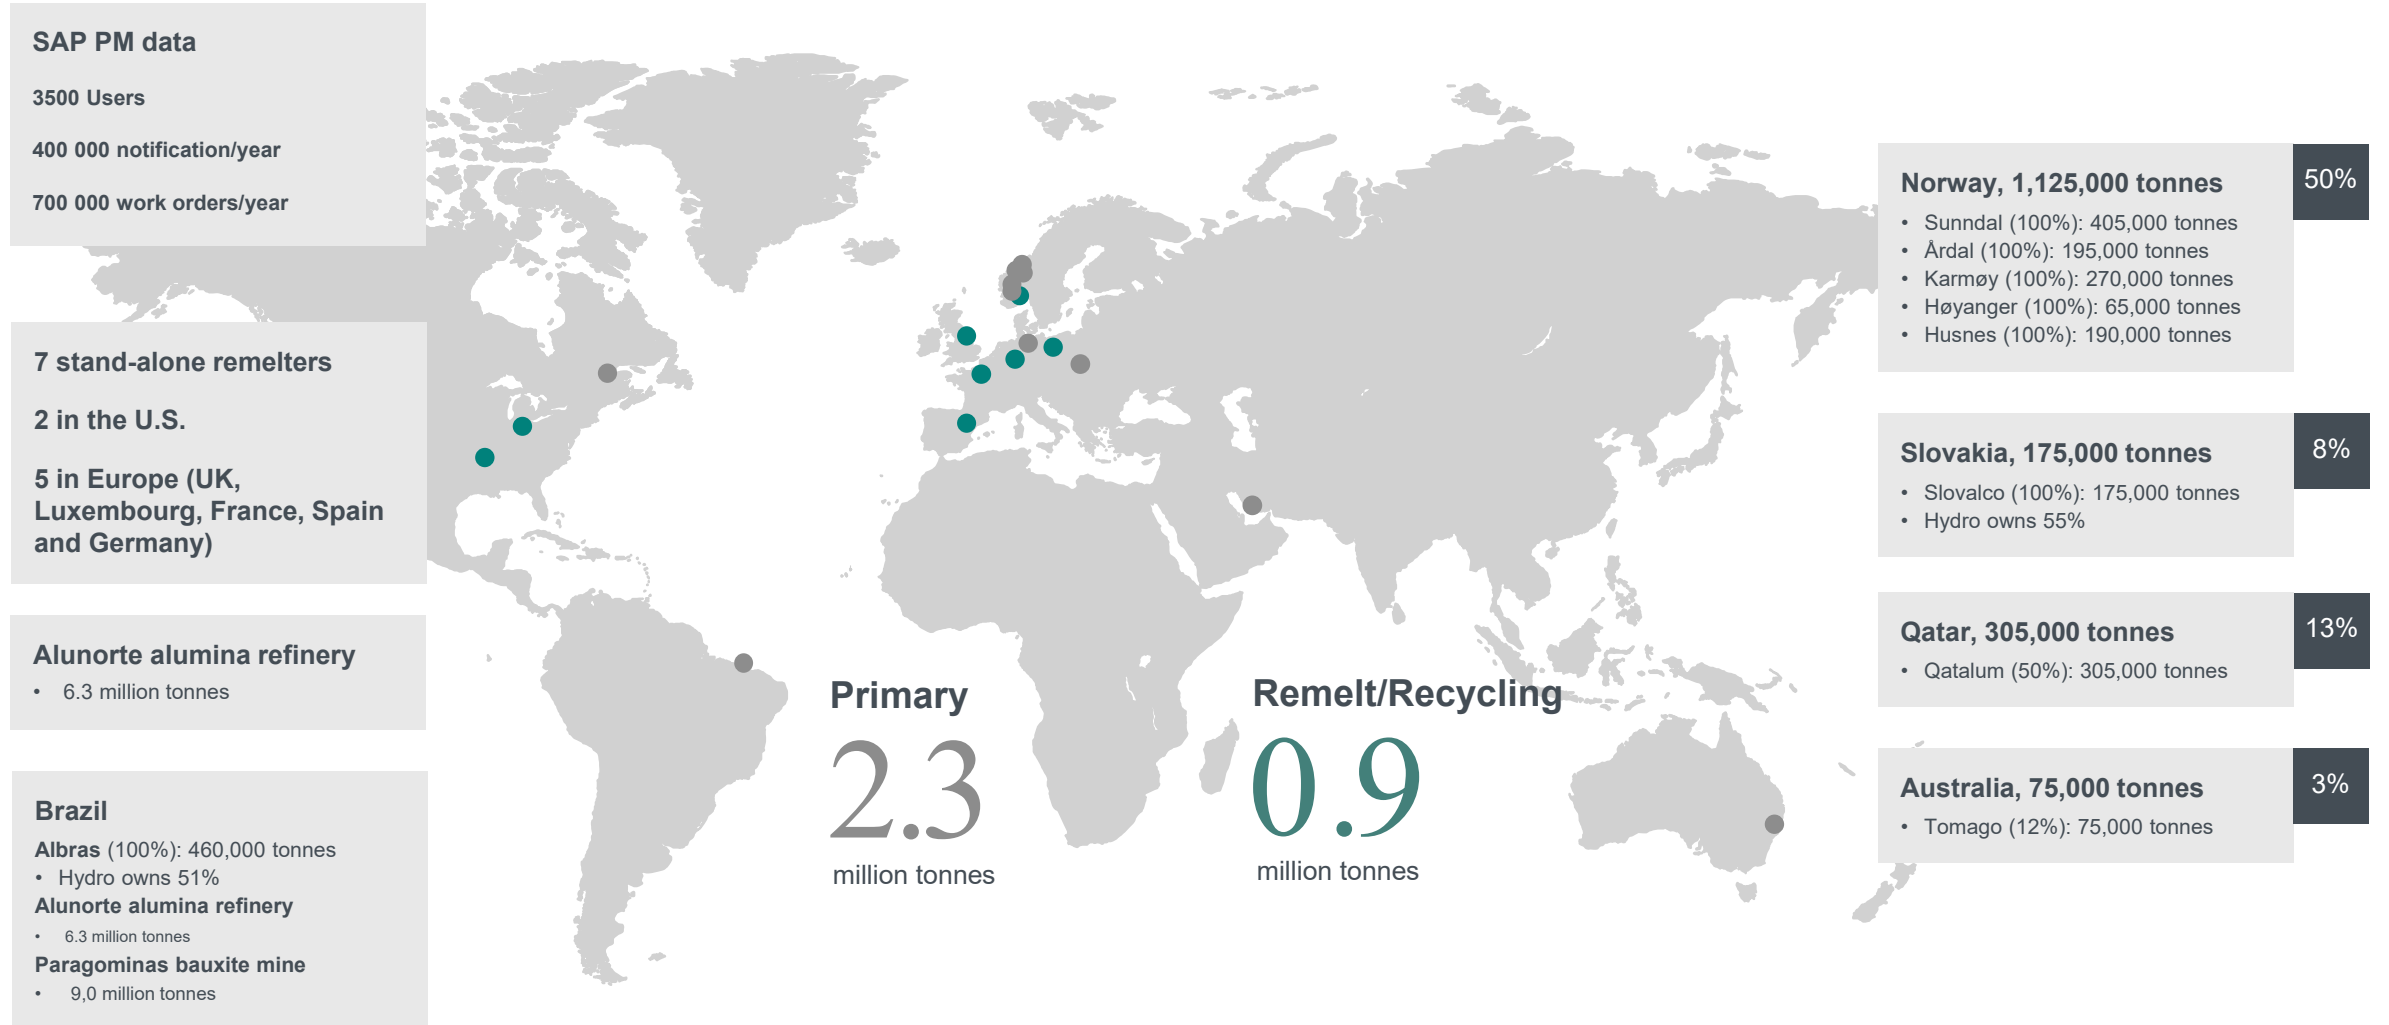 SAP PM data
3500 Users
400 000 notification/year
700 000 work orders/year
7 stand-alone remelters
2 in the U.S.
5 in Europe (UK,
Luxembourg, France, Spain
and Germany)
Alunorte alumina refinery
• 6.3 million tonnes
Brazil
Albras (100%): 460,000 tonnes
• Hydro owns 51%
Alunorte alumina refinery
• 6.3 million tonnes
Paragominas bauxite mine
• 9,0 million tonnes
Primary
2.3
million tonnes
Remelt/Recycling
0.9
million tonnes
Norway, 1,125,000 tonnes
50%
• Sunndal (100%): 405,000 tonnes
• Årdal (100%): 195,000 tonnes
• Karmøy (100%): 270,000 tonnes
• Høyanger (100%): 65,000 tonnes
• Husnes (100%): 190,000 tonnes
Slovakia, 175,000 tonnes
8%
• Slovalco (100%): 175,000 tonnes
• Hydro owns 55%
Qatar, 305,000 tonnes
13%
• Qatalum (50%): 305,000 tonnes
Australia, 75,000 tonnes
3%
• Tomago (12%): 75,000 tonnes